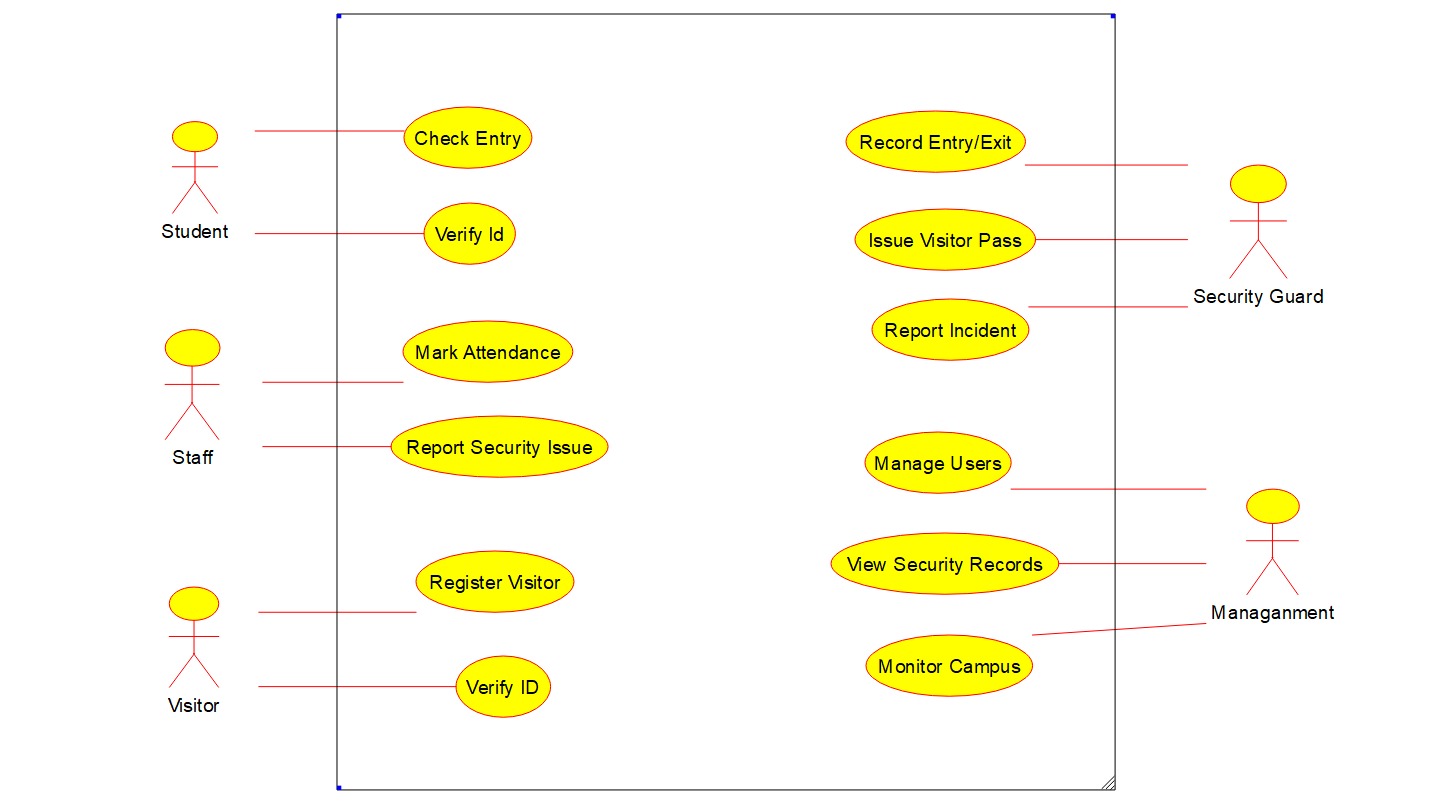 Check Entry
Record Entry/Exit
Student
Verify Id
Issue Visitor Pass
Security Guard
Report Incident
Mark Attendance
Staff
Report Security Issue
Manage Users
View Security Records
Register Visitor
Managanment
Monitor Campus
Verify ID
Visitor